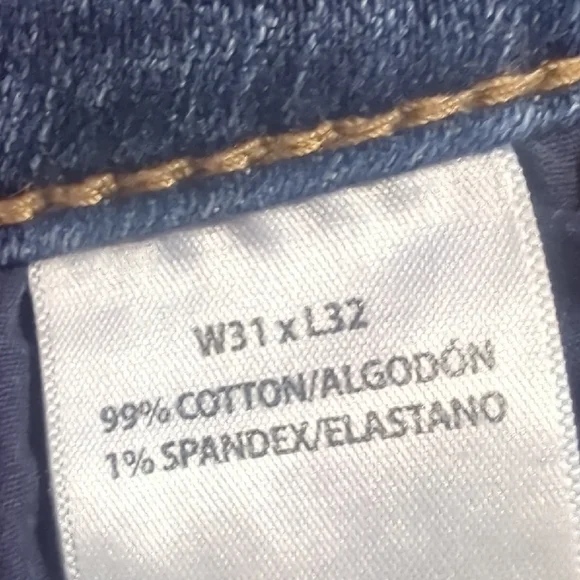 W31 x L32
99% COTTON/ALGODÓN
1% SPANDEX/ELASTANO